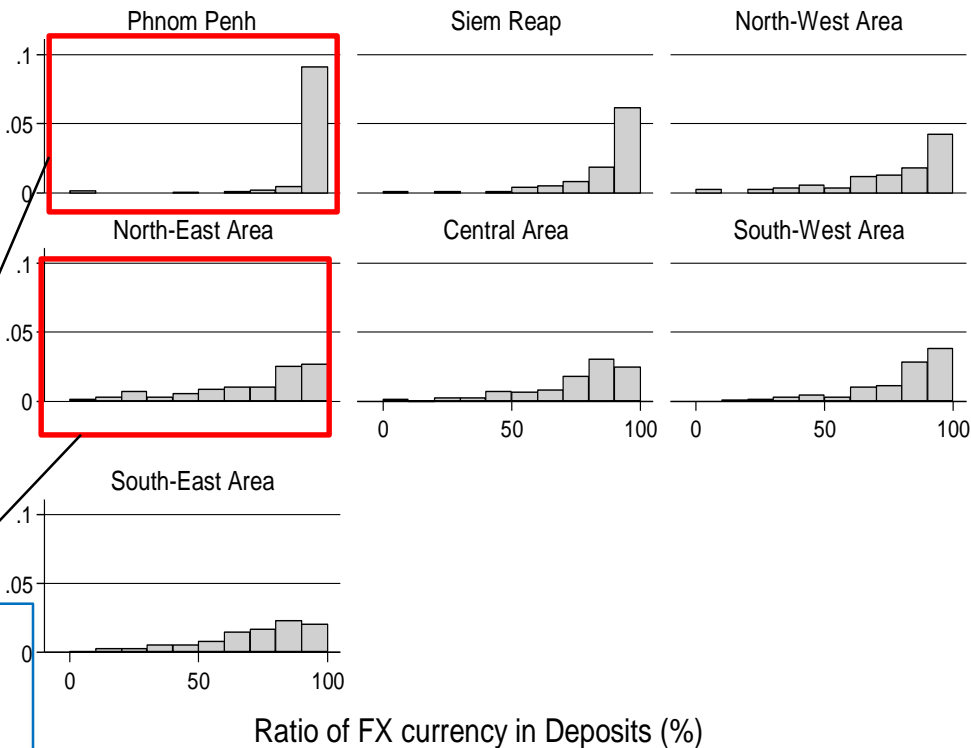 Phnom Penh Siem Reap North-West Area
.1
.05
0
North-East Area Central Area South-West Area
.1
.05
0
0 50 100 0 50 100
South-East Area
.1
.05
0
0 50 100
Ratio of FX currency in Deposits (%)